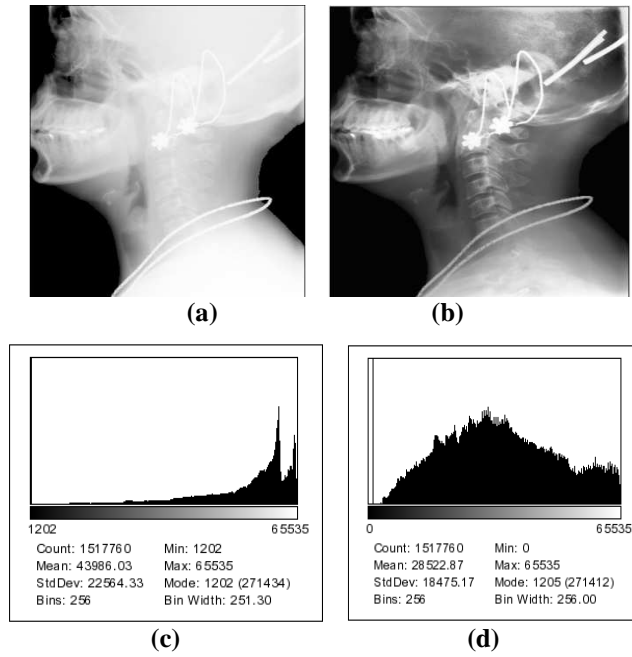 (a) (b)
1202 65535
Count: 1517760 Min: 1202
Mean: 43986.03 Max: 65535
StdDev: 22564.33 Mode: 1202 (271434)
Bins: 256 Bin Width: 251.30
(c)
0 65535
Count: 1517760 Min: 0
Mean: 28522.87 Max: 65535
StdDev: 18475.17 Mode: 1205 (271412)
Bins: 256 Bin Width: 256.00
(d)